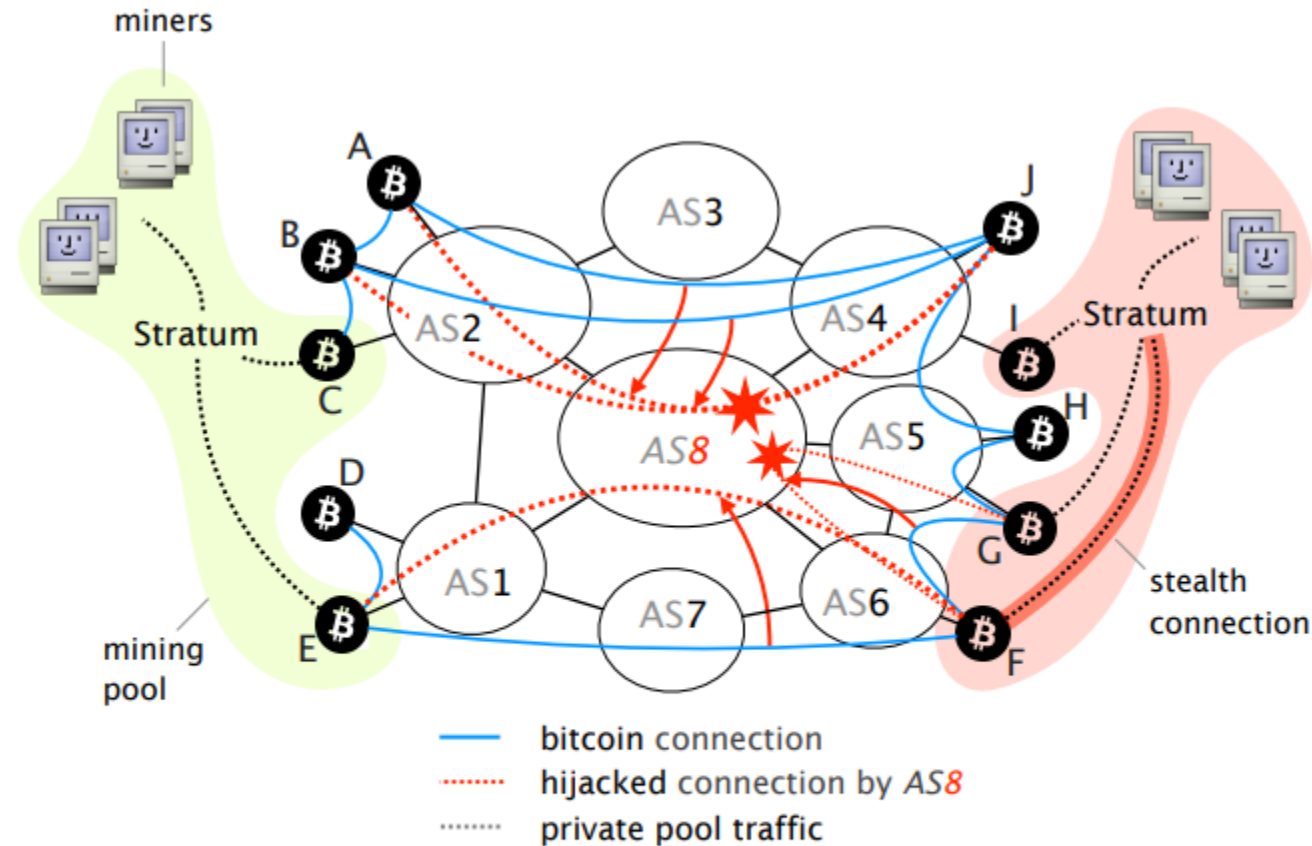 miners
A
J
B
AS3
AS2
AS4
I
Stratum
Stratum
C
H
AS8
AS5
D
G
AS1
AS6
AS7
stealth
connection
E
mining
pool
F
bitcoin connection
hijacked connection by AS8
private pool traffic